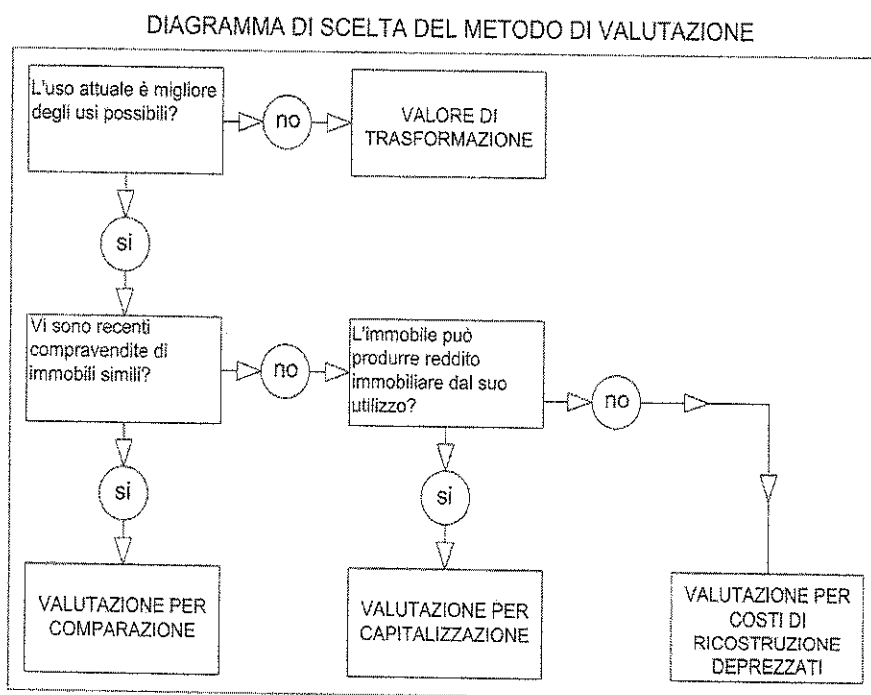 DIAGRAMMA DI SCELTA DEL METODO DI VALUTAZIONE
L'uso attuale è migliore
degli usi possibili?
no
VALORE DI
TRASFORMAZIONE
si
Vi sono recenti
compravendite di
immobili simili?
no
L'immobile può
produrre reddito
immobiliare dal suo
utilizzo?
no
si
si
VALUTAZIONE PER
COMPARAZIONE
VALUTAZIONE PER
CAPITALIZZAZIONE
VALUTAZIONE PER
COSTI DI
RICOSTRUZIONE
DEPREZZATI